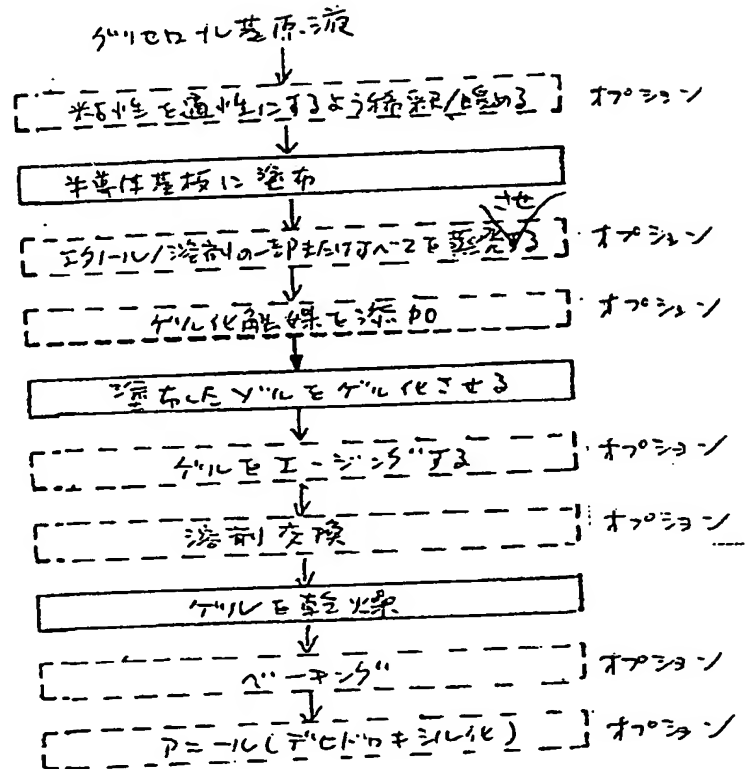 グリセロール基原液
粘性を適性にするよう稀釈/暖める オプション
半導体基板に塗布
させ
エタノール/溶剤の一部またはすべてを蒸発する オプション
ゲル化触媒を添加 オプション
塗布したゾルをゲル化させる
ゲルをエージングする オプション
溶剤交換 オプション
ゲルを乾燥
ベーキング オプション
アニール(デヒドロキシル化) オプション